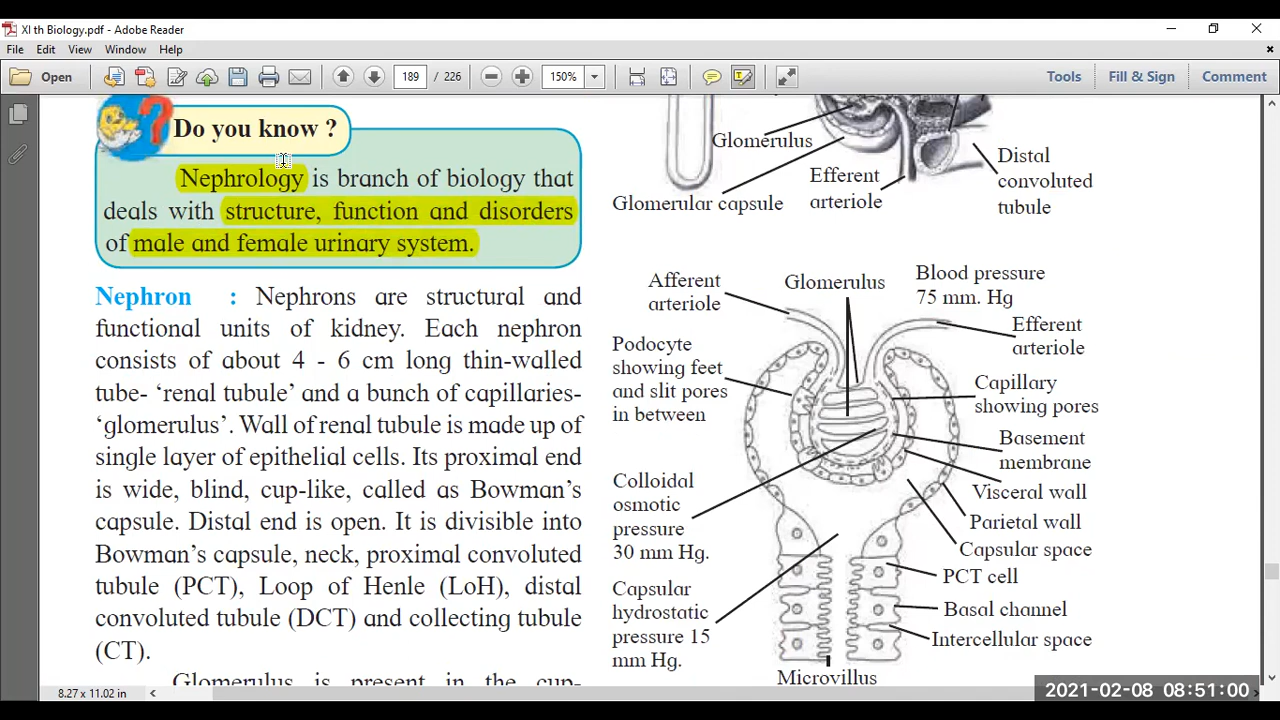 XI th Biology.pdf - Adobe Reader
File Edit View Window Help
Open 189 / 226 150% Tools Fill & Sign Comment
Do you know ?
Nephrology is branch of biology that
deals with structure, function and disorders
of male and female urinary system.
Nephron : Nephrons are structural and
functional units of kidney. Each nephron
consists of about 4 - 6 cm long thin-walled
tube- ‘renal tubule’ and a bunch of capillaries-
‘glomerulus’. Wall of renal tubule is made up of
single layer of epithelial cells. Its proximal end
is wide, blind, cup-like, called as Bowman’s
capsule. Distal end is open. It is divisible into
Bowman’s capsule, neck, proximal convoluted
tubule (PCT), Loop of Henle (LoH), distal
convoluted tubule (DCT) and collecting tubule
(CT).
Glomerulus is present in the cup-
Glomerulus
Glomerular capsule
Efferent
arteriole
Distal
convoluted
tubule
Afferent
arteriole
Glomerulus
Blood pressure
75 mm. Hg
Efferent
arteriole
Podocyte
showing feet
and slit pores
in between
Capillary
showing pores
Basement
membrane
Visceral wall
Parietal wall
Capsular space
Colloidal
osmotic
pressure
30 mm Hg.
PCT cell
Basal channel
Intercellular space
Capsular
hydrostatic
pressure 15
mm Hg.
Microvillus
8.27 x 11.02 in
2021-02-08 08:51:00